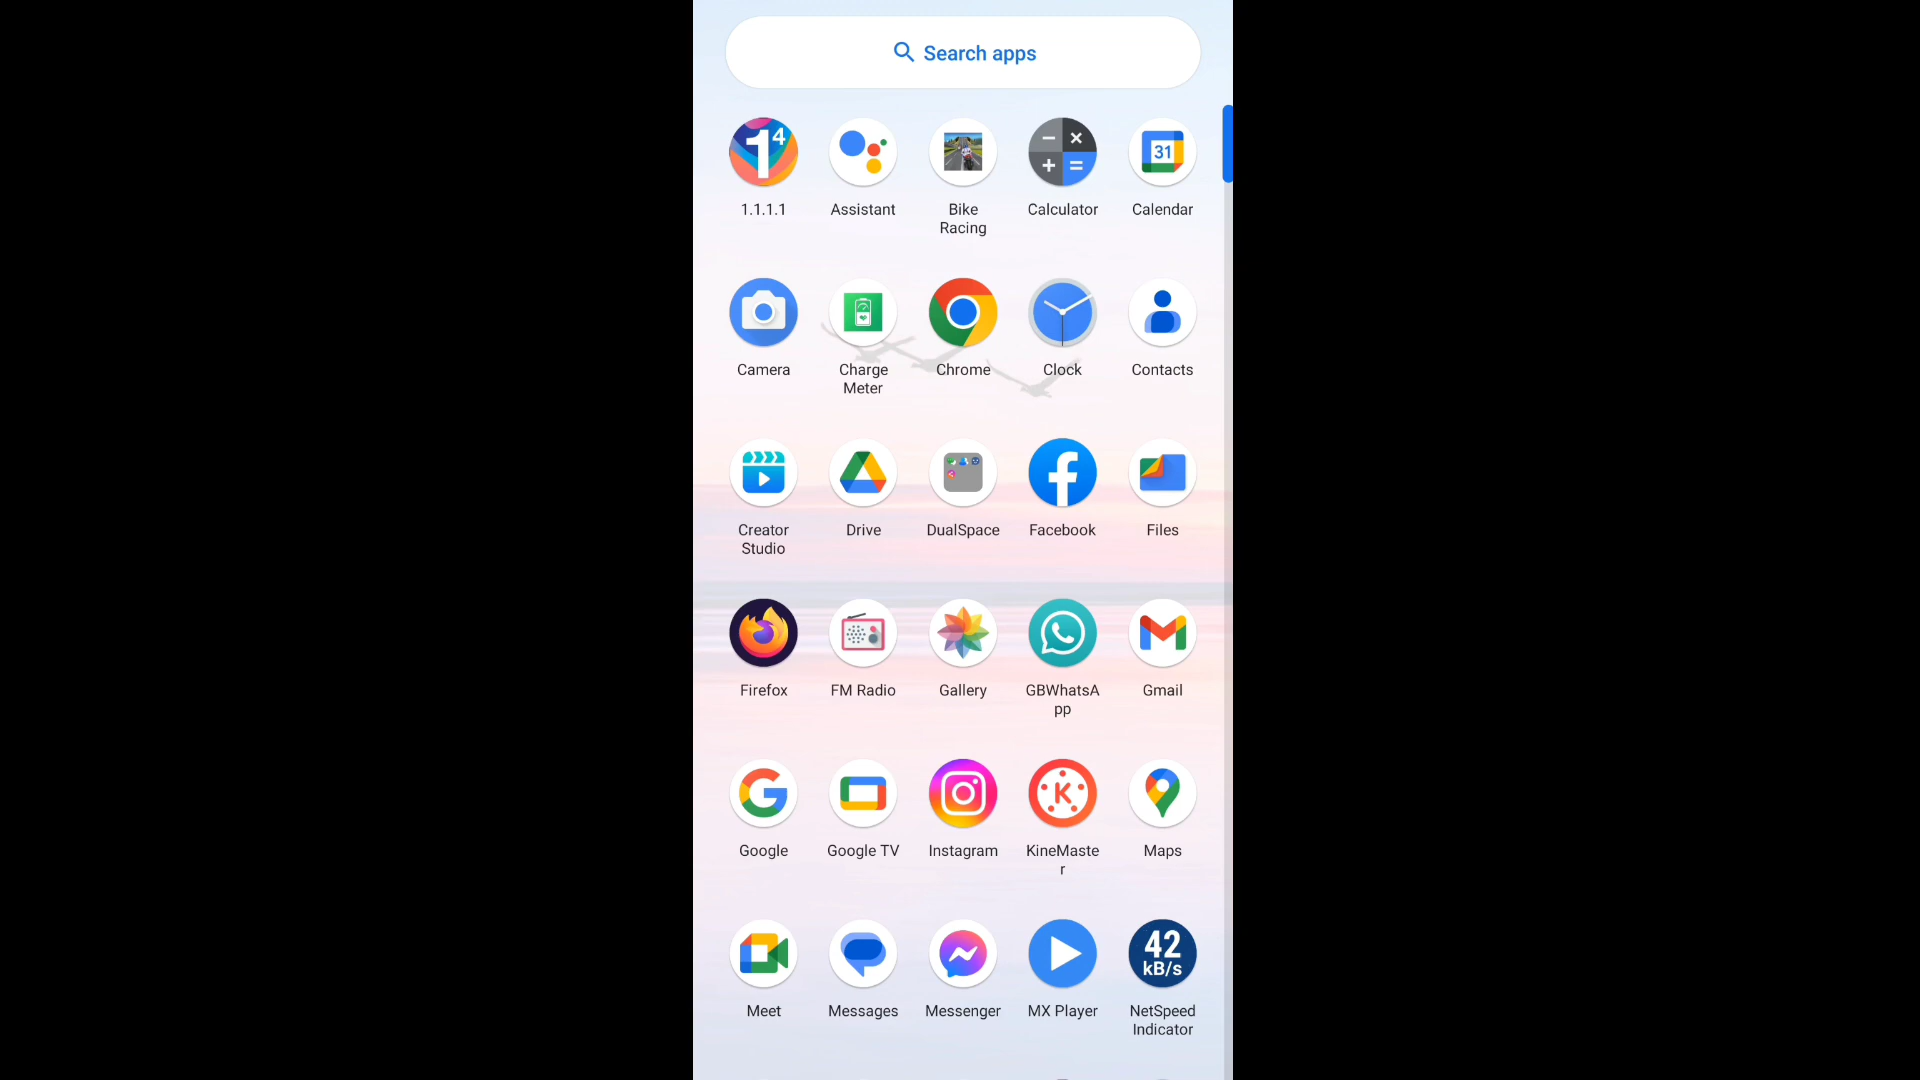 Search apps
1.1.1.1
Assistant
Bike
Racing
Calculator
31
Calendar
Camera
Charge
Meter
Chrome
Clock
Contacts
Creator
Studio
Drive
DualSpace
Facebook
Files
Firefox
FM Radio
Gallery
GBWhatsA
pp
Gmail
Google
Google TV
Instagram
KineMaste
r
Maps
Meet
Messages
Messenger
MX Player
42
kB/s
NetSpeed
Indicator